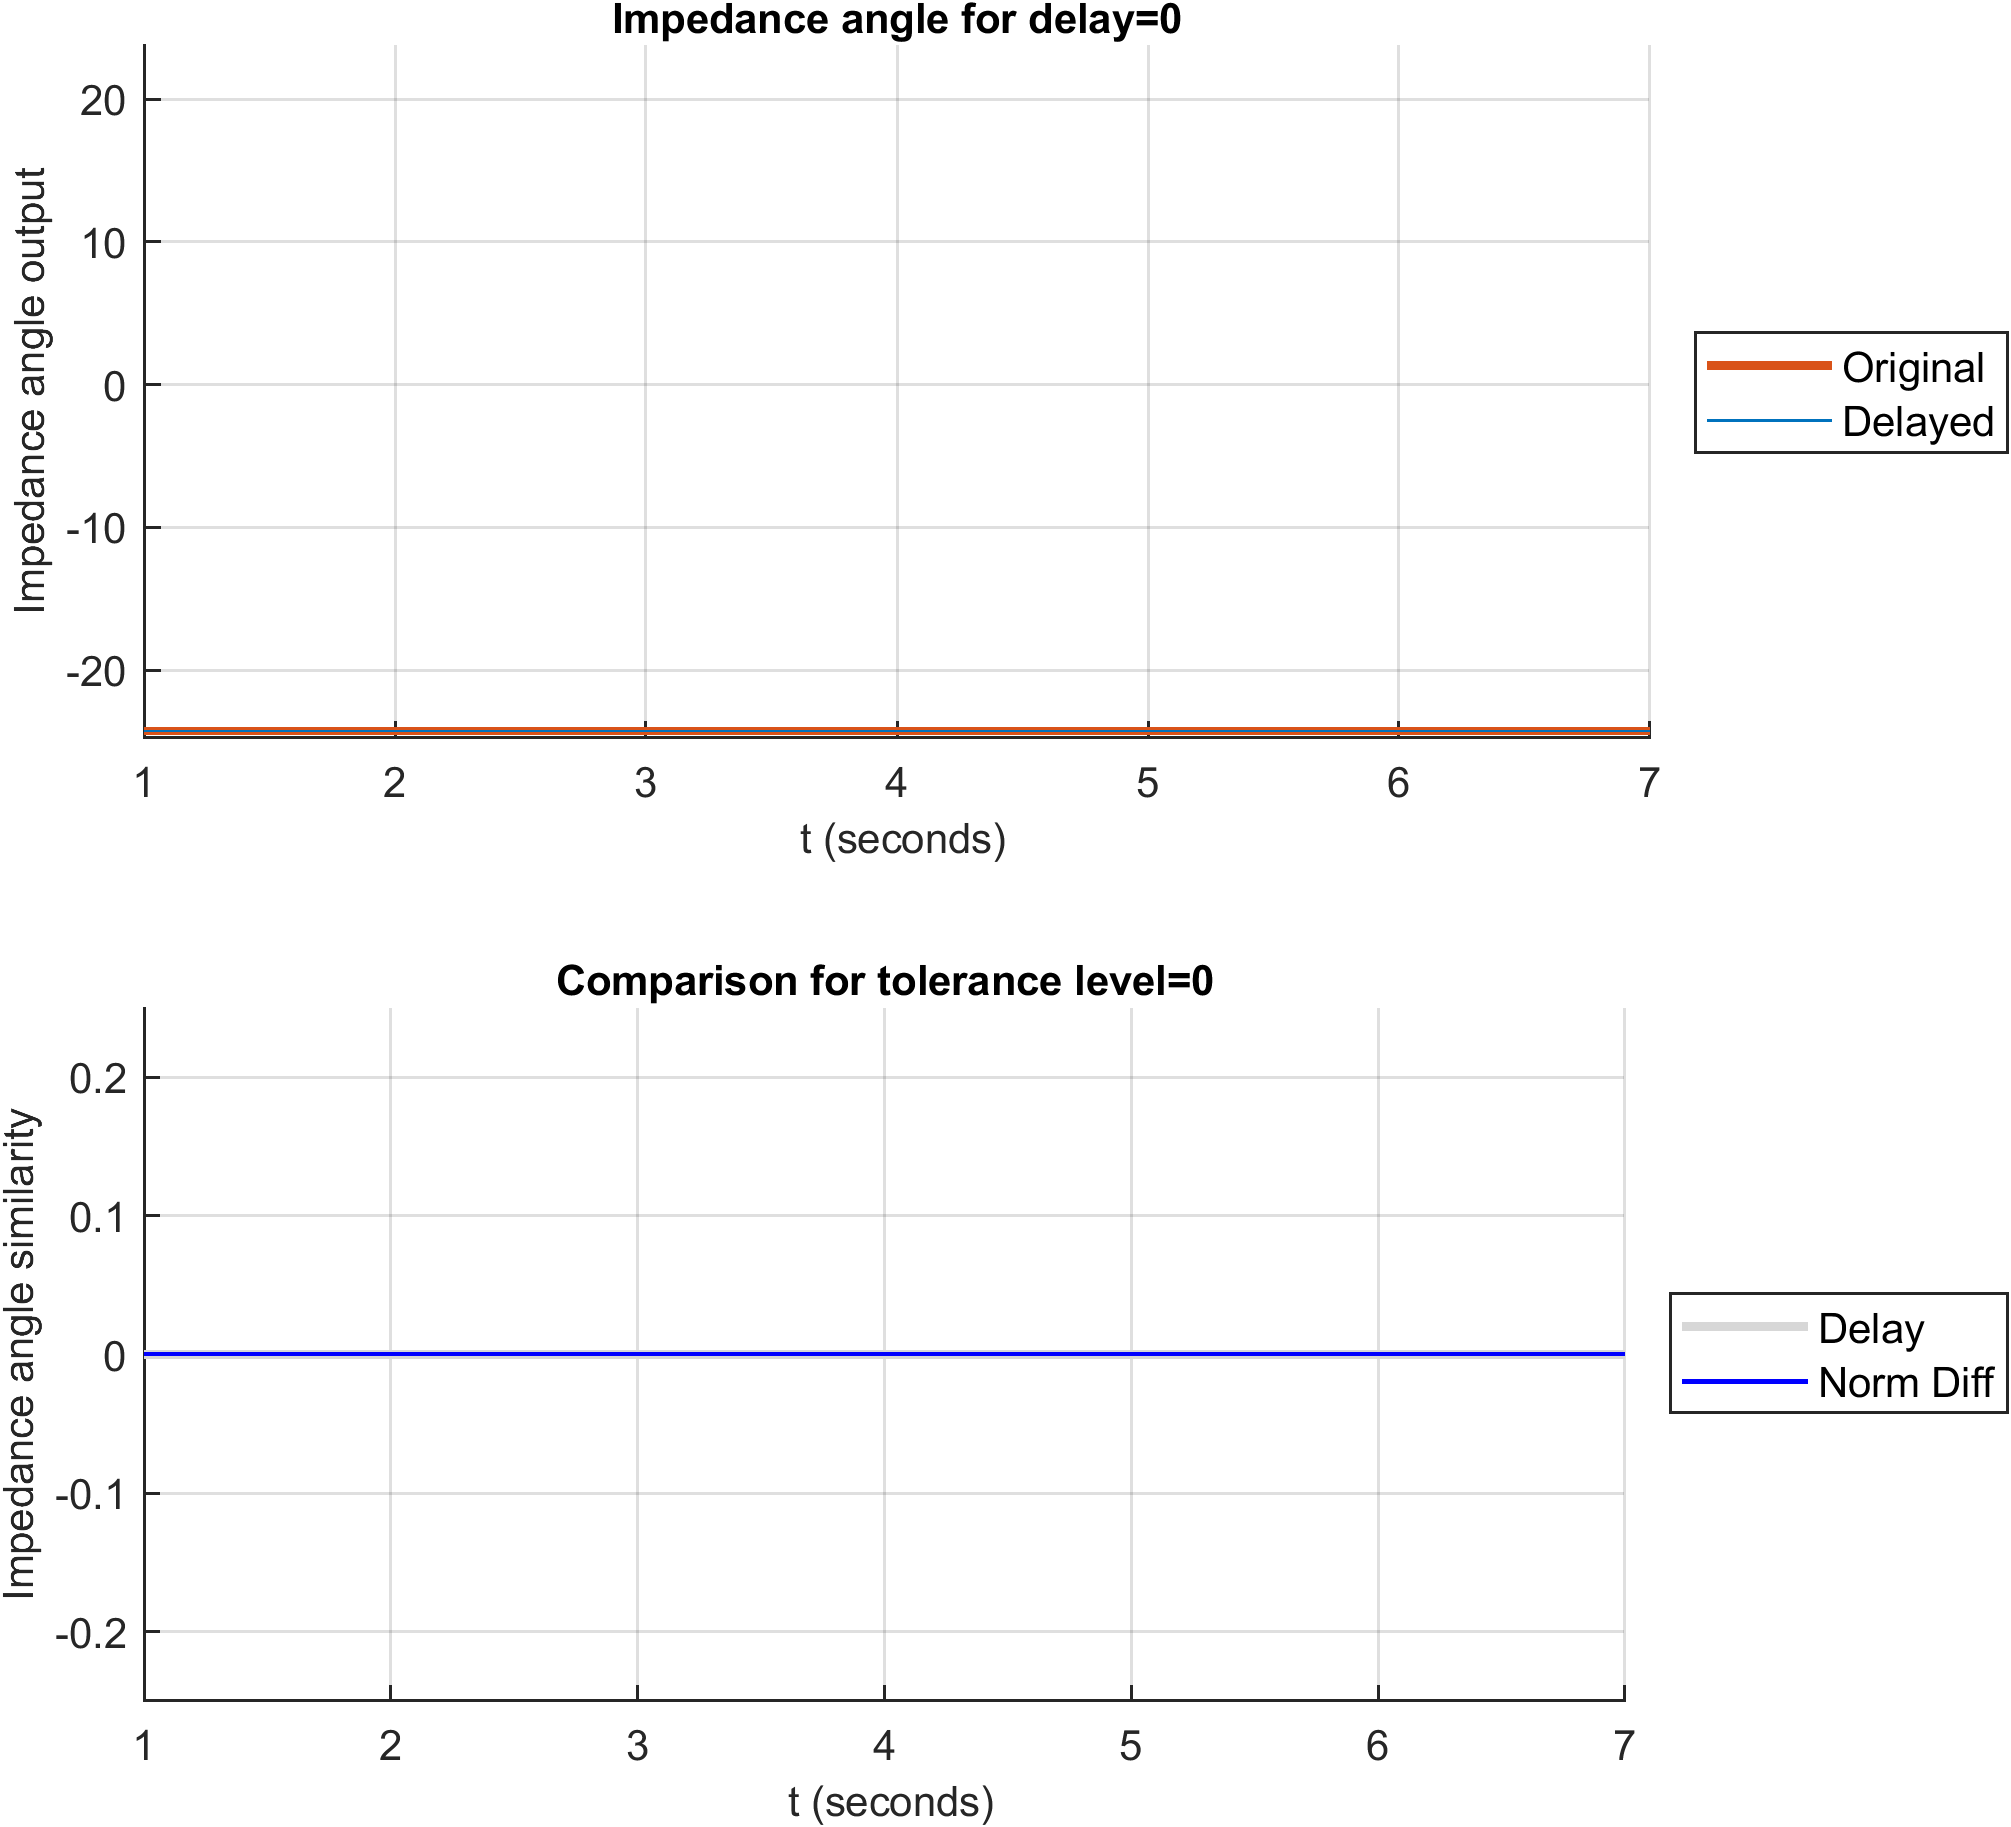 Impedance angle for delay=0
Impedance angle output
20
10
0
-10
-20
1 2 3 4 5 6 7
t (seconds)
Original
Delayed
Comparison for tolerance level=0
Impedance angle similarity
0.2
0.1
0
-0.1
-0.2
1 2 3 4 5 6 7
t (seconds)
Delay
Norm Diff